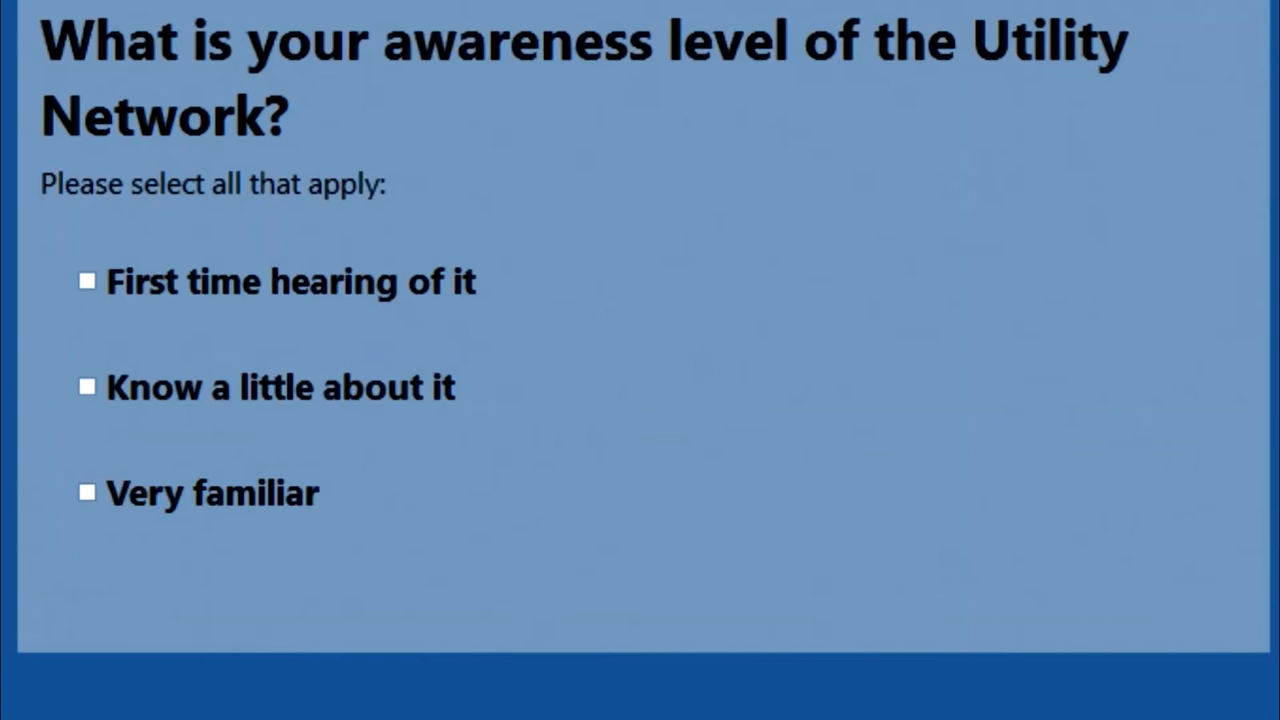 What is your awareness level of the Utility
Network?
Please select all that apply:
First time hearing of it
Know a little about it
Very familiar